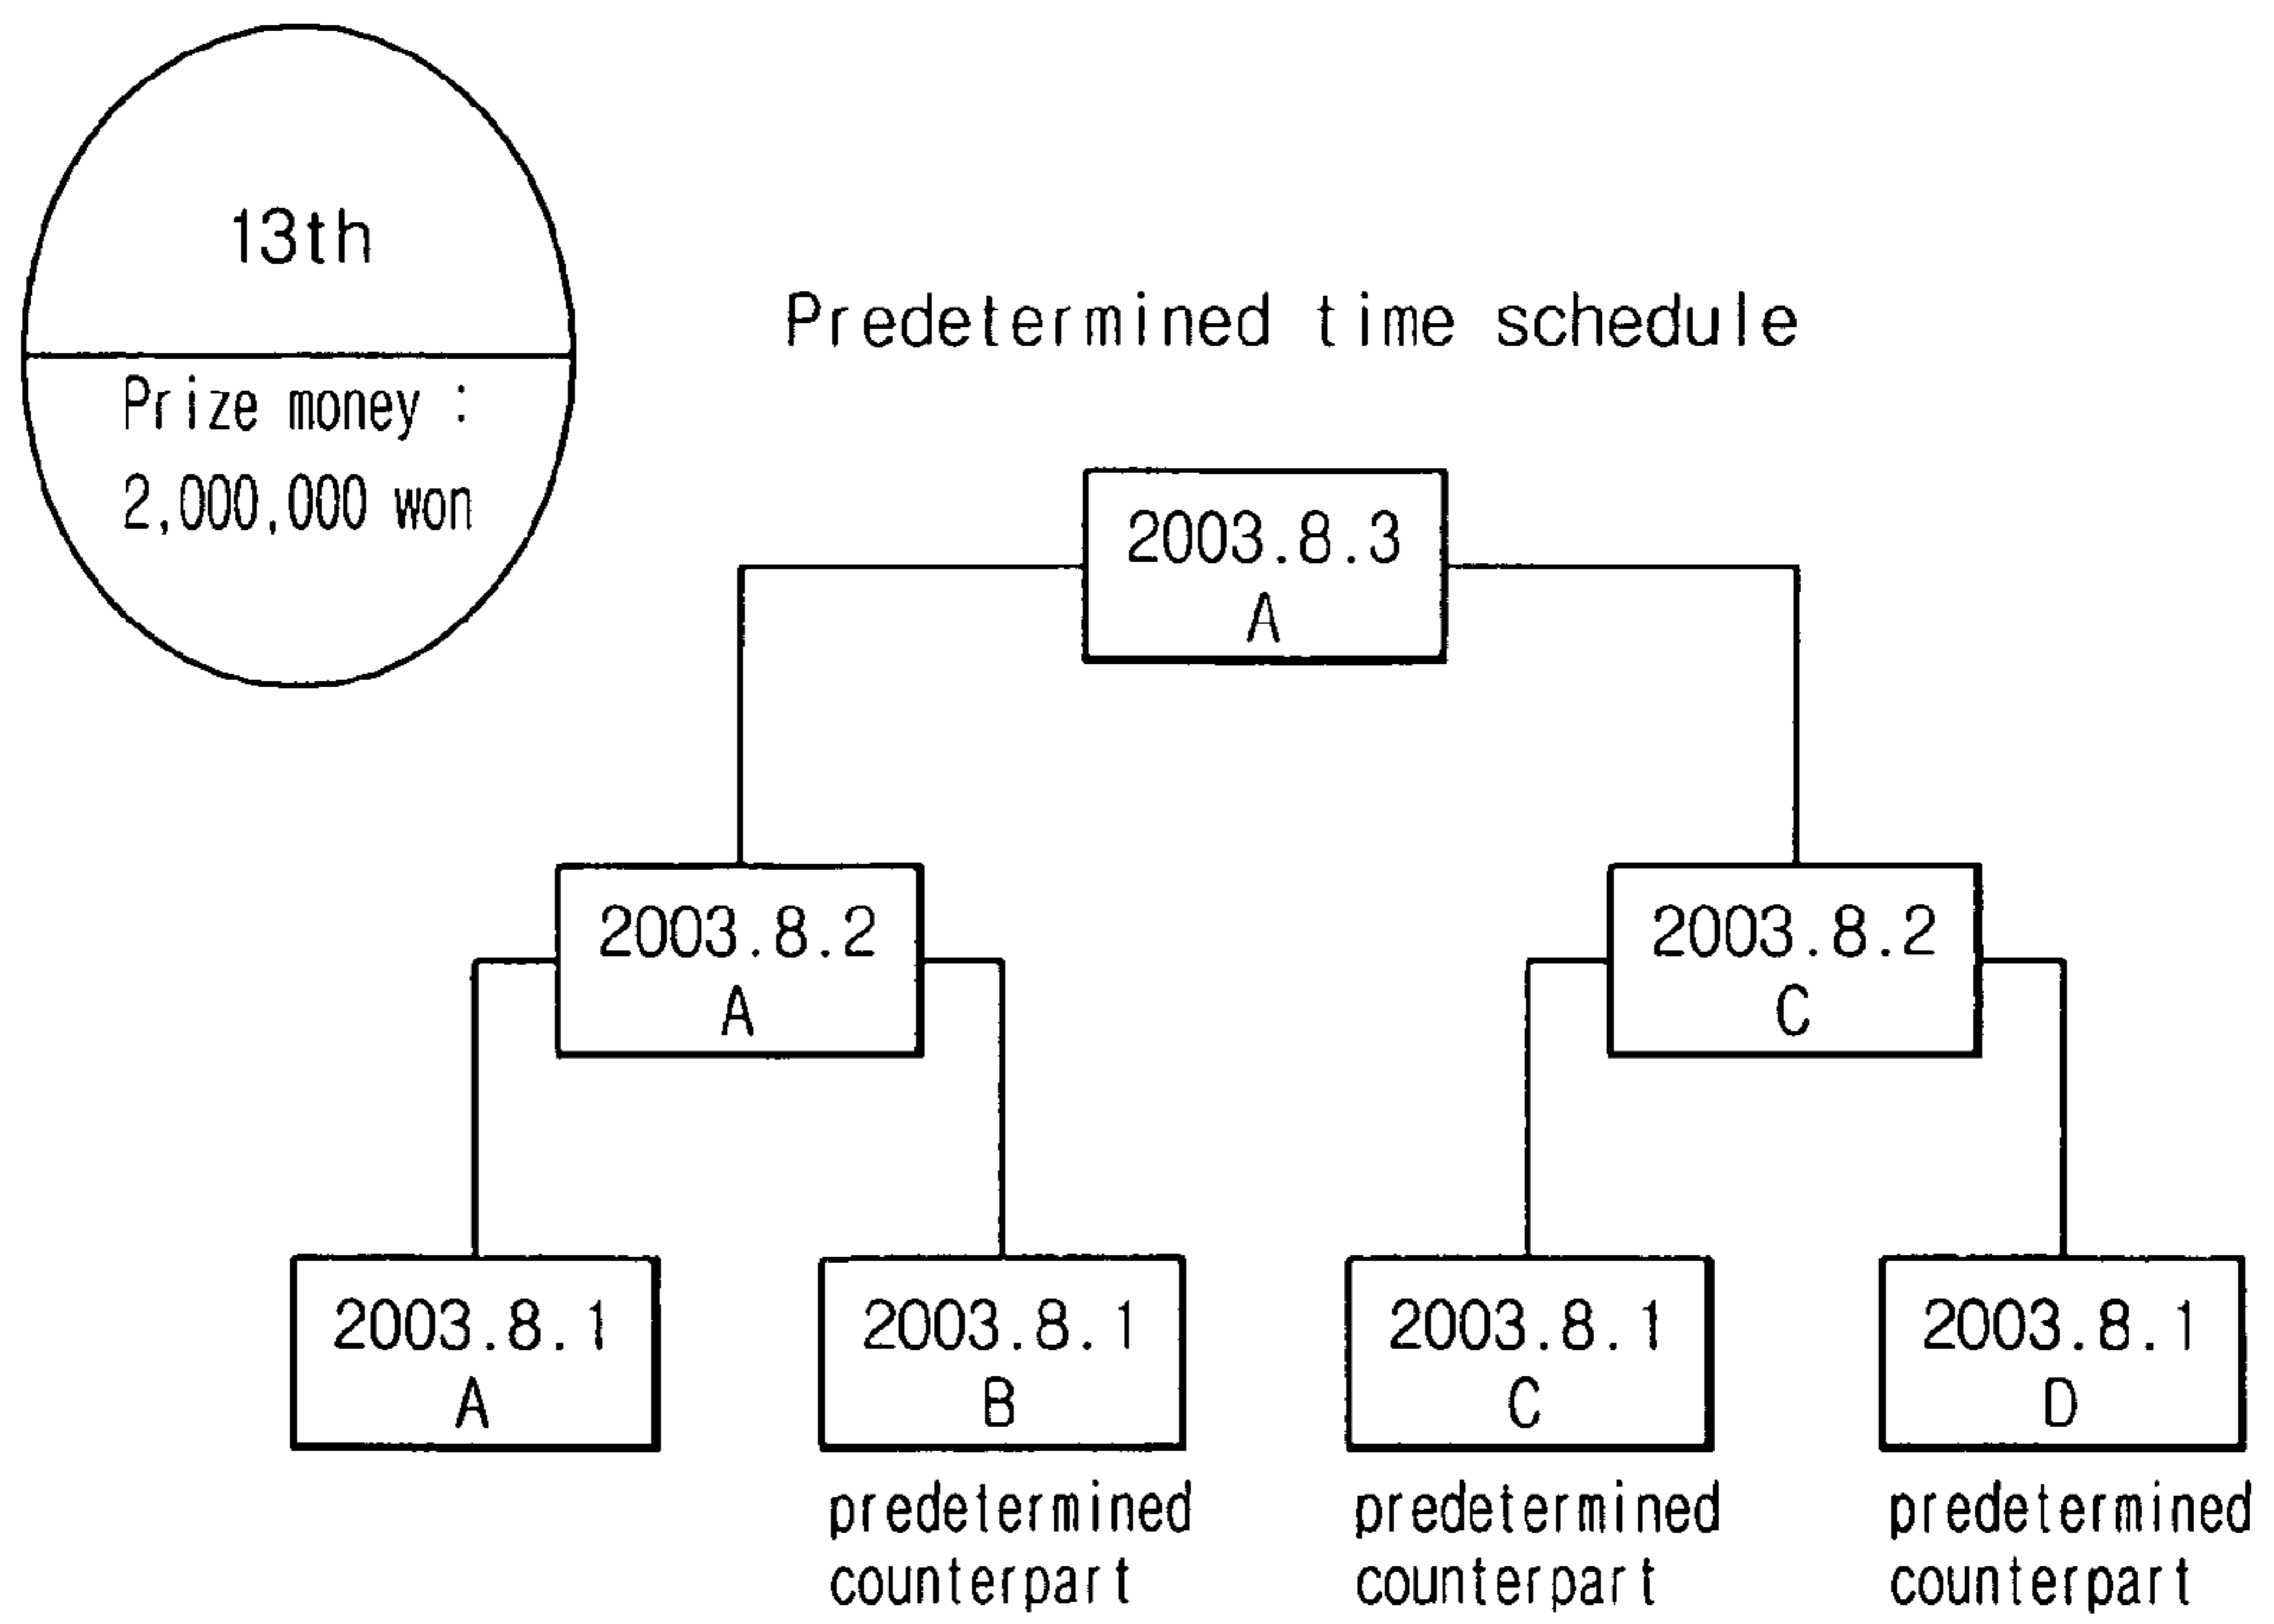 13th
Prize money :
2,000,000 won
Predetermined time schedule
2003.8.3
A
2003.8.2
A
2003.8.2
C
2003.8.1
A
2003.8.1
B
2003.8.1
C
2003.8.1
D
predetermined
counterpart
predetermined
counterpart
predetermined
counterpart